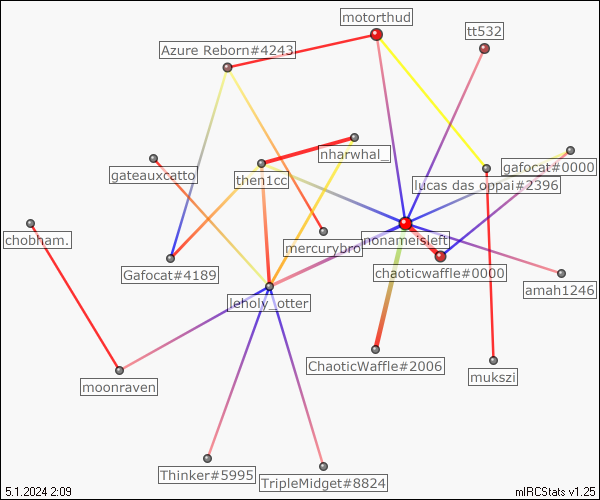 motorthud
tt532
Azure Reborn#4243
nharwhal_
gafocat#0000
gateauxcatto
then1cc
lucas das oppai#2396
chobham.
mercurybro
nonameisleft
Gafocat#4189
chaoticwaffle#0000
amah1246
leholy_otter
ChaoticWaffle#2006
mukszi
moonraven
Thinker#5995
TripleMidget#8824
5.1.2024 2:09
mIRCStats v1.25